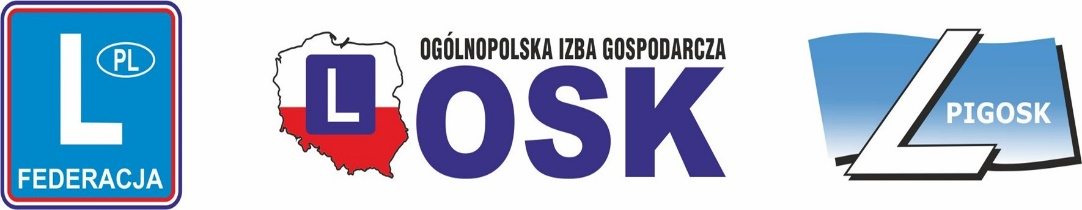 L
PL
FEDERACJA
L
OGÓLNOPOLSKA IZBA GOSPODARCZA
OSK
L
PIGOSK